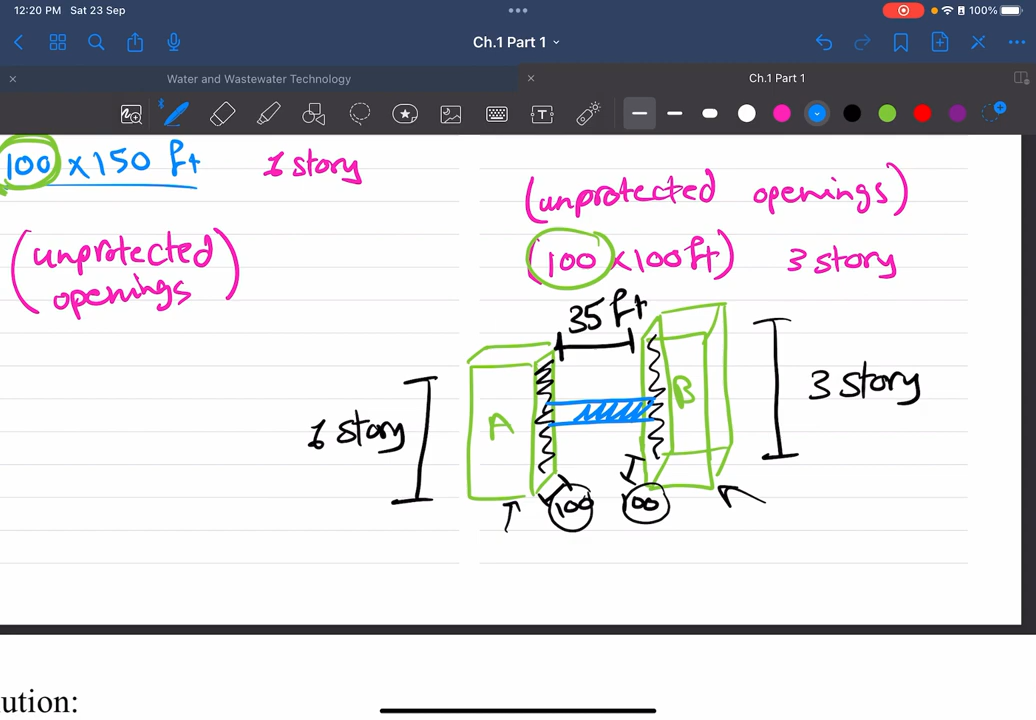 12:20 PM Sat 23 Sep
100%
Ch.1 Part 1
Water and Wastewater Technology
Ch.1 Part 1
100 x 150 ft 1 story
(unprotected openings)
(unprotected
openings)
(100 x 100 ft) 3 story
35 ft
A
B
1 story
3 story
100
100
ution: